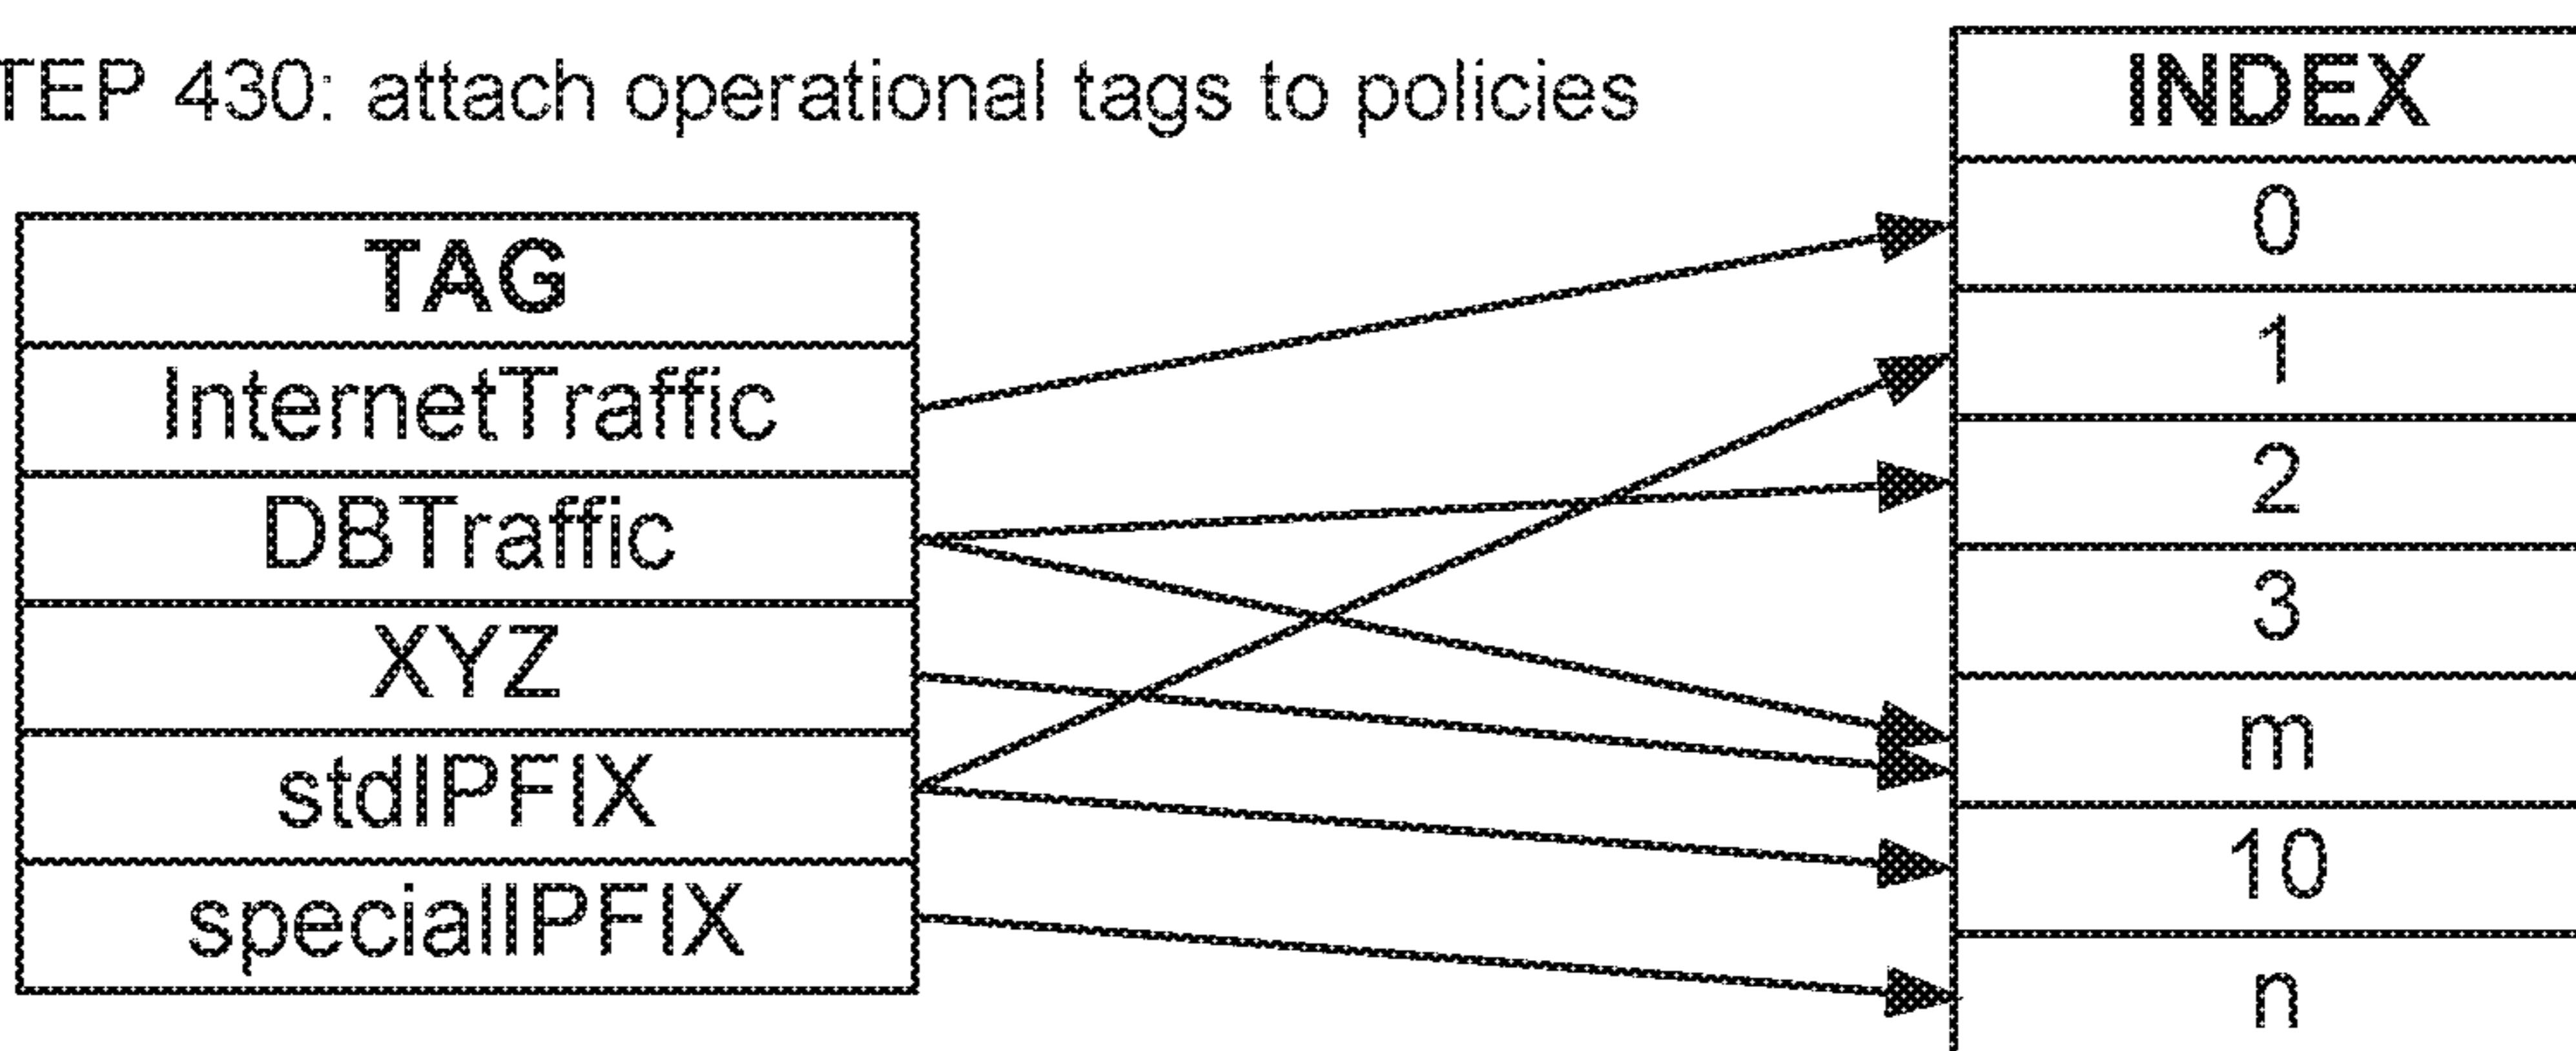 TEP 430: attach operational tags to policies
TAG
InternetTraffic
DBTraffic
XYZ
stdIPFIX
specialIPFIX
INDEX
0
1
2
3
m
10
n